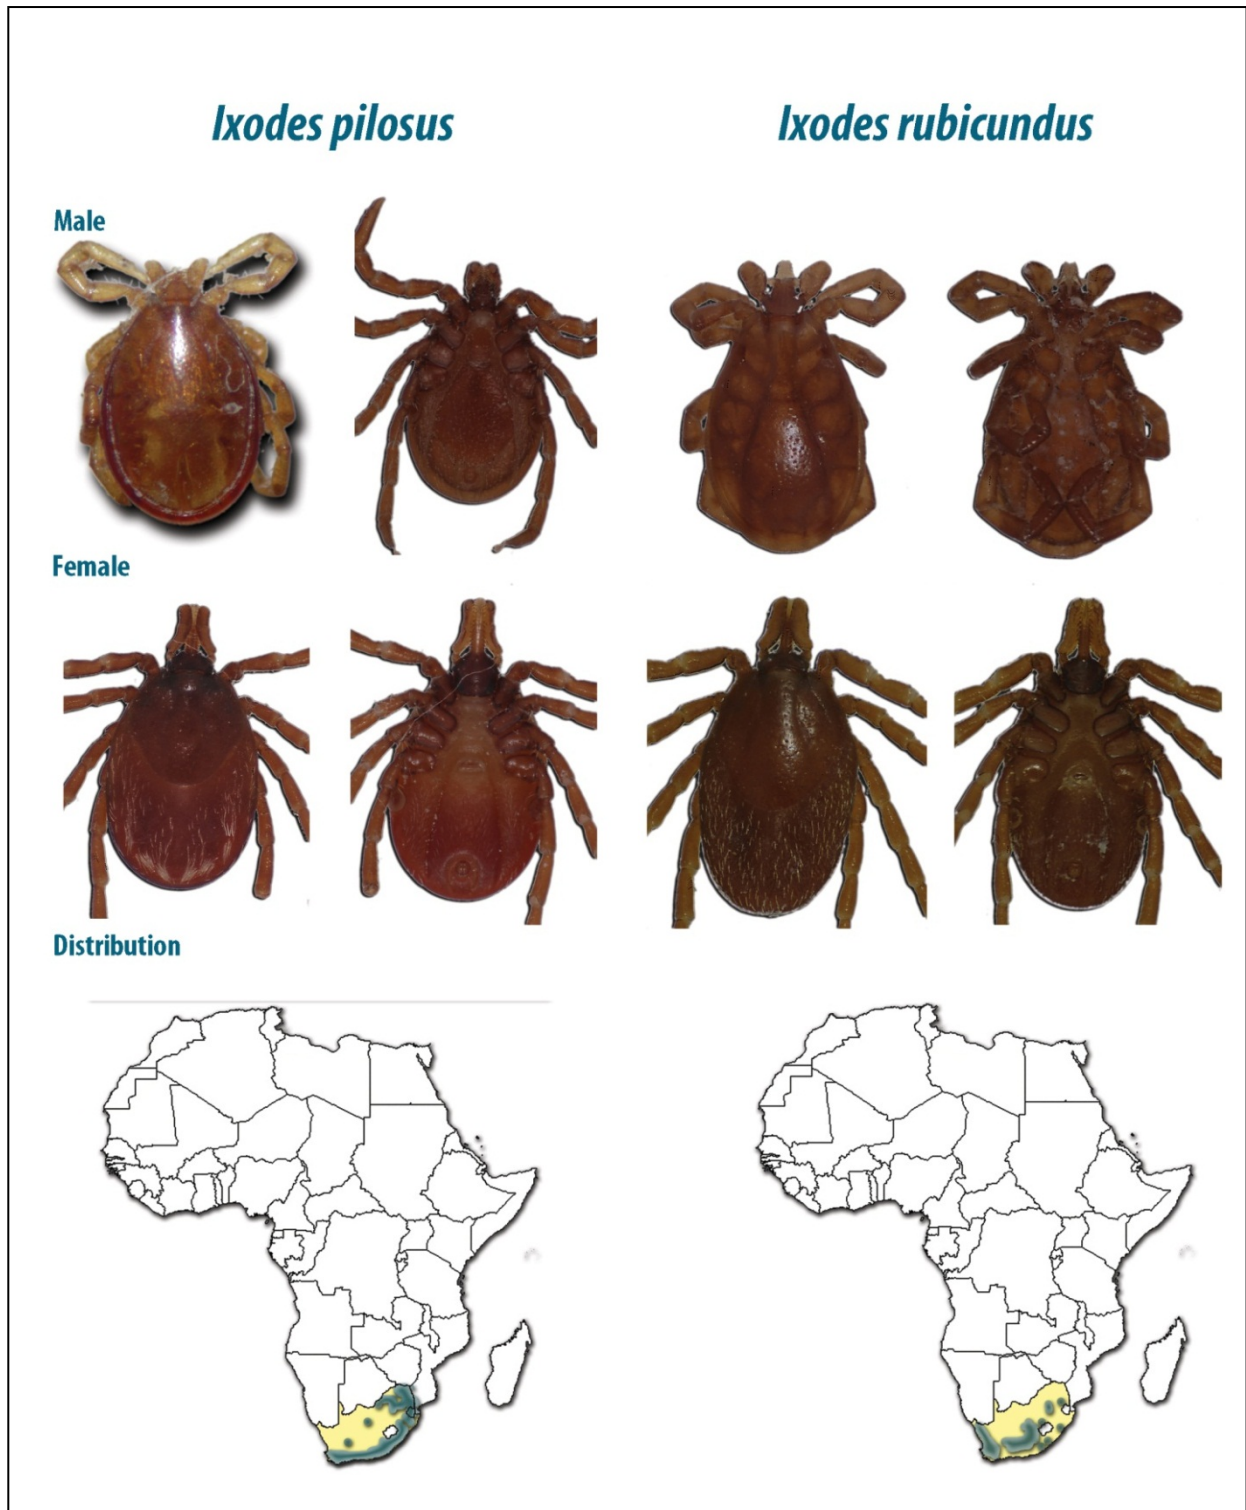 Ixodes pilosus
Ixodes rubicundus
Male
Female
Distribution